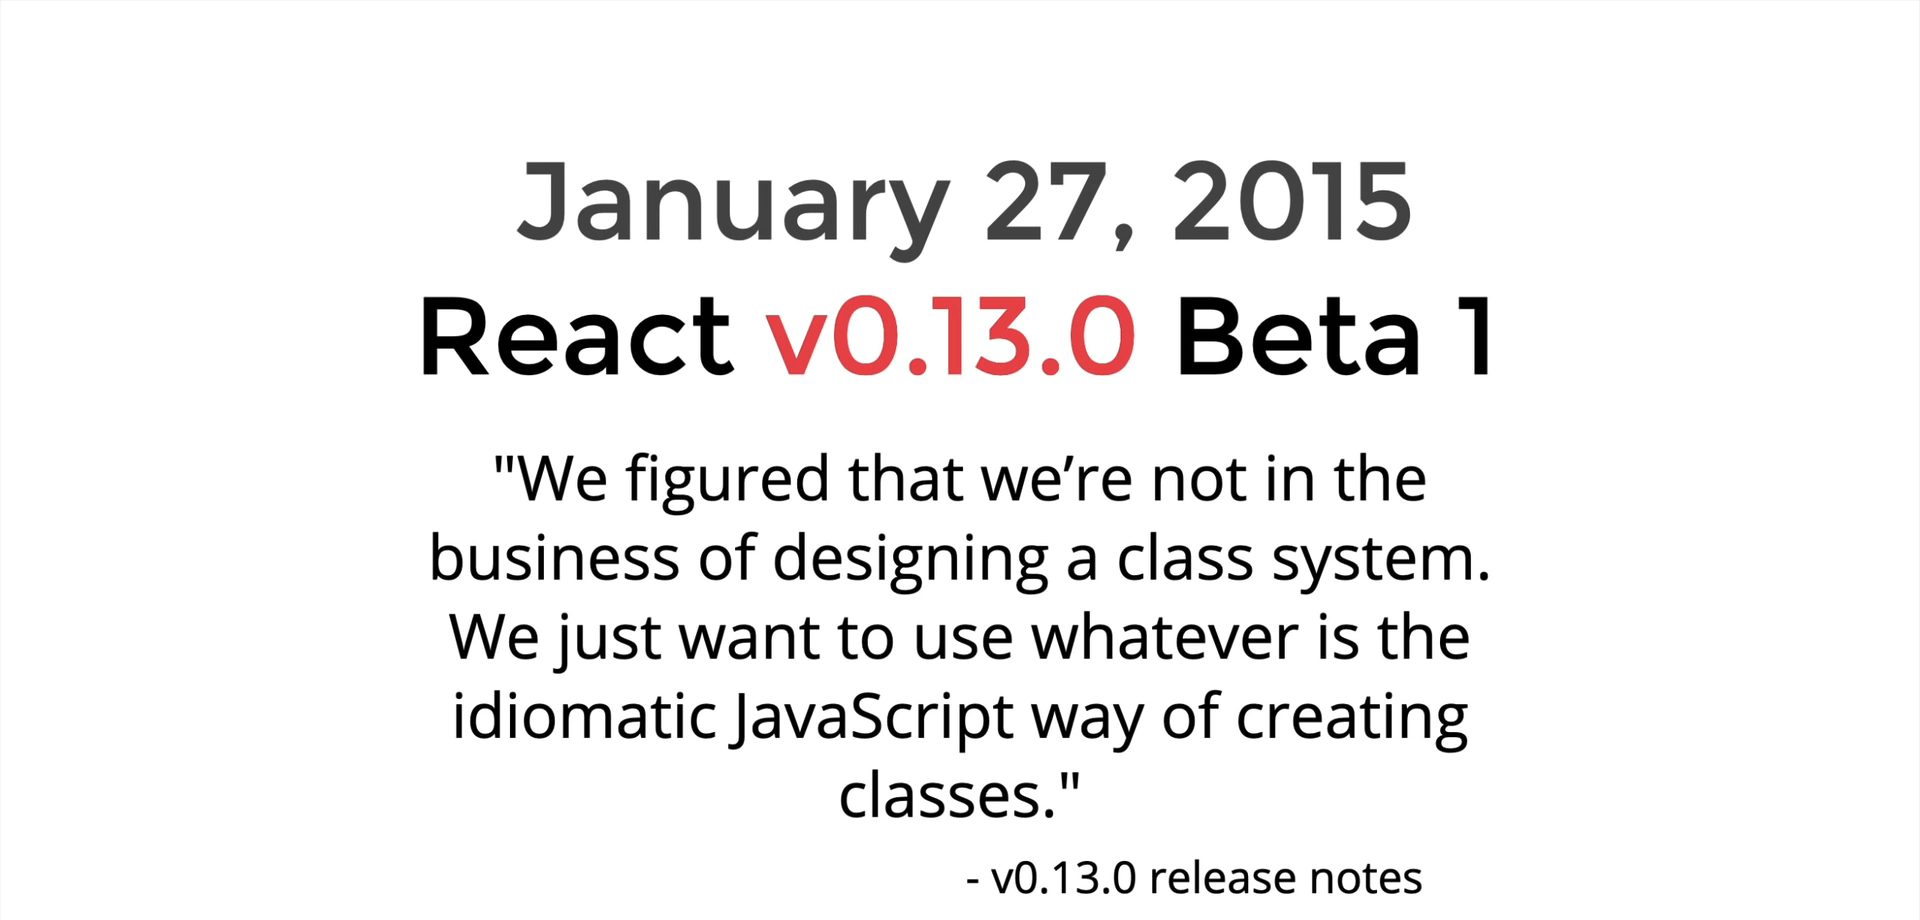 January 27, 2015
React v0.13.0 Beta 1
"We figured that we’re not in the
business of designing a class system.
We just want to use whatever is the
idiomatic JavaScript way of creating
classes."
- v0.13.0 release notes